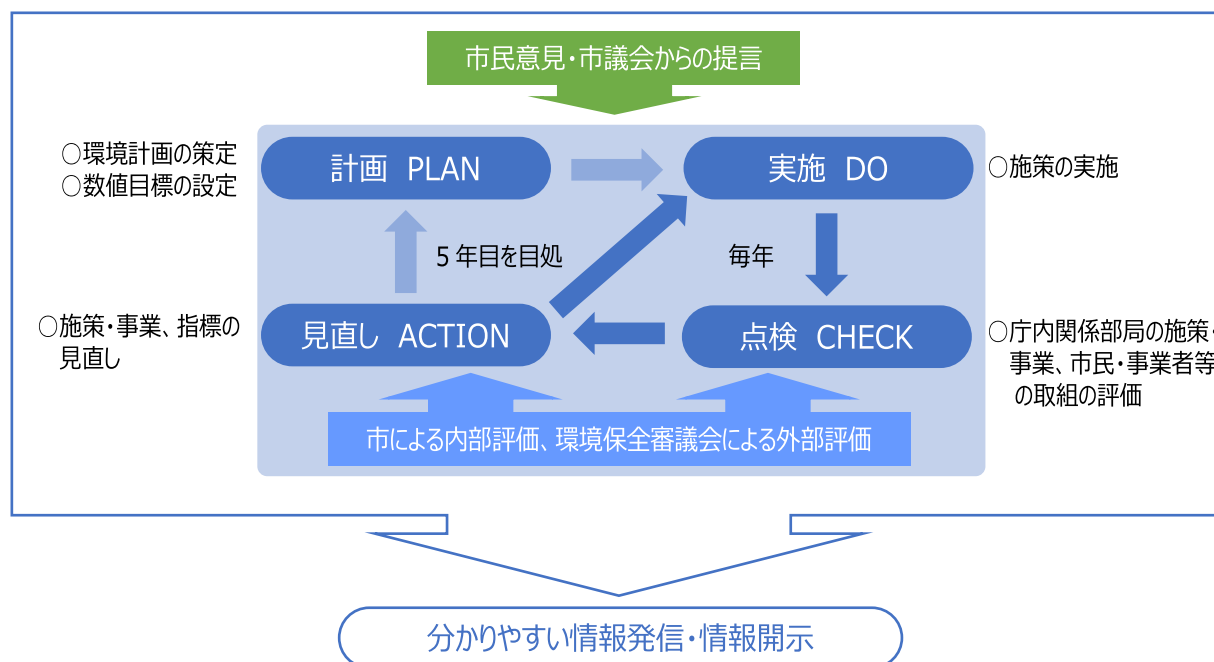 市民意見・市議会からの提言
○環境計画の策定
○数値目標の設定
計画 PLAN
実施 DO
○施策の実施
5 年目を目処
毎年
○施策・事業、指標の
見直し
見直し ACTION
点検 CHECK
○庁内関係部局の施策・
事業、市民・事業者等
の取組の評価
市による内部評価、環境保全審議会による外部評価
分かりやすい情報発信・情報開示